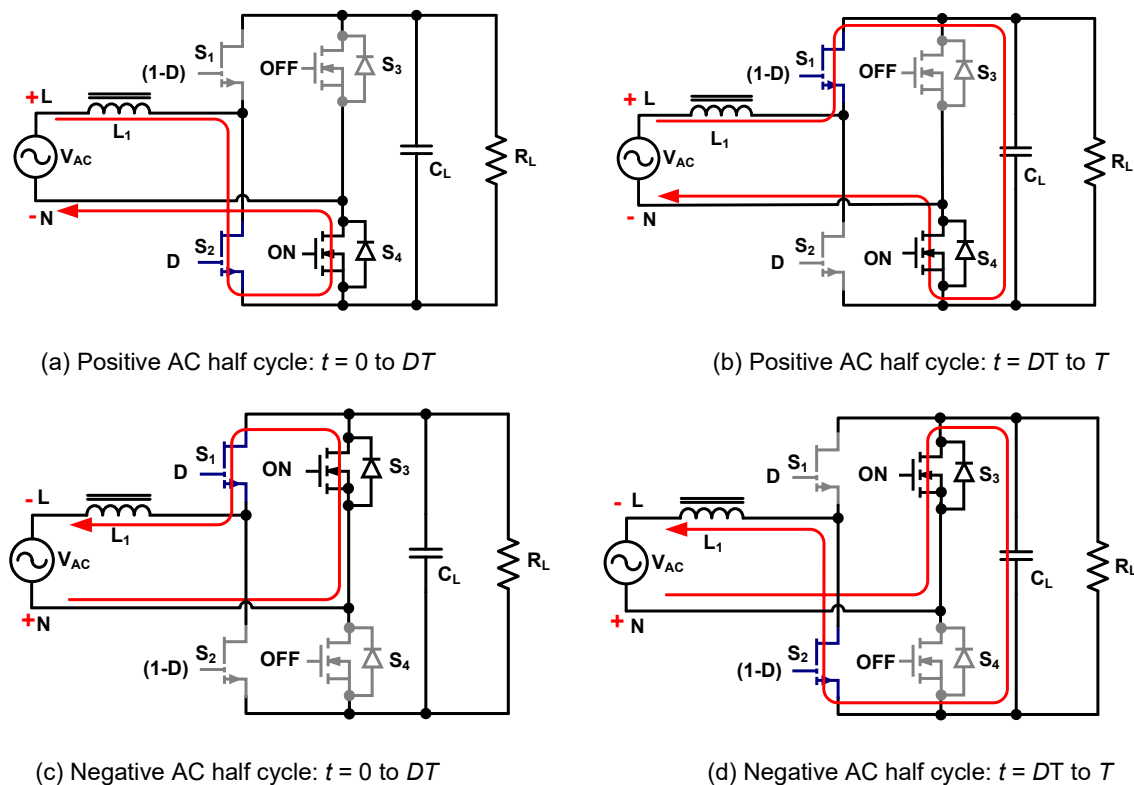 S1
(1-D)
OFF
S3
+L
L1
VAC
CL
RL
-N
S2
D
ON
S4
(a) Positive AC half cycle: t = 0 to DT
S1
(1-D)
OFF
S3
+L
L1
VAC
CL
RL
-N
S2
D
ON
S4
(b) Positive AC half cycle: t = DT to T
S1
D
ON
S3
-L
L1
VAC
CL
RL
+N
S2
(1-D)
OFF
S4
(c) Negative AC half cycle: t = 0 to DT
S1
D
ON
S3
-L
L1
VAC
CL
RL
+N
S2
(1-D)
OFF
S4
(d) Negative AC half cycle: t = DT to T